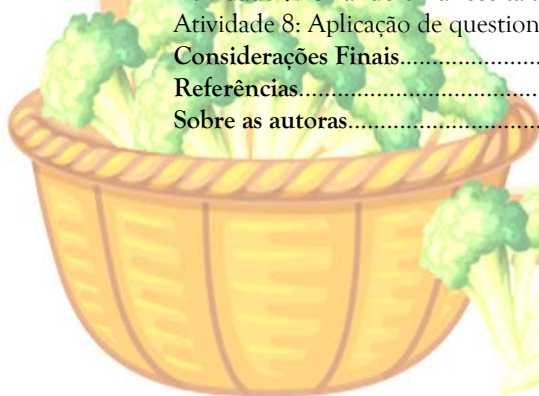 Atividade 8: Aplicação de question
Considerações Finais
Referências
Sobre as autoras